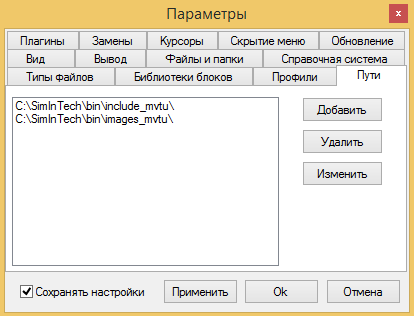 Параметры
x
Плагины Замены Курсоры Скрытие меню Обновление
Вид Вывод Файлы и папки Справочная система
Типы файлов Библиотеки блоков Профили Пути
C:\SimInTech\bin\include_mvtu\
C:\SimInTech\bin\images_mvtu\
Добавить
Удалить
Изменить
Сохранять настройки Применить Ok Отмена